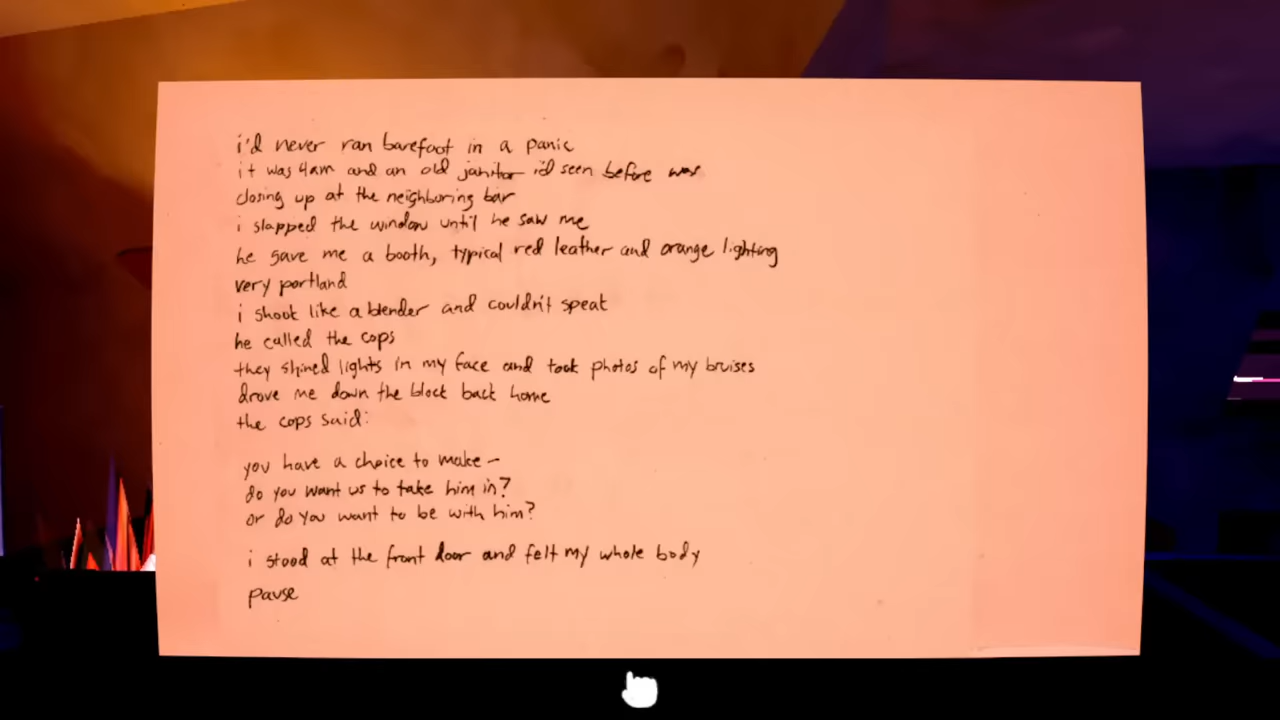 i'd never ran barefoot in a panic
it was 4am and an old janitor i'd seen before was
closing up at the neighboring bar
i slapped the window until he saw me
he gave me a booth, typical red leather and orange lighting
very portland
i shook like a blender and couldn't speak
he called the cops
they shined lights in my face and took photos of my bruises
drove me down the block back home
the cops said:
you have a choice to make –
do you want us to take him in?
or do you want to be with him?
i stood at the front door and felt my whole body
pause